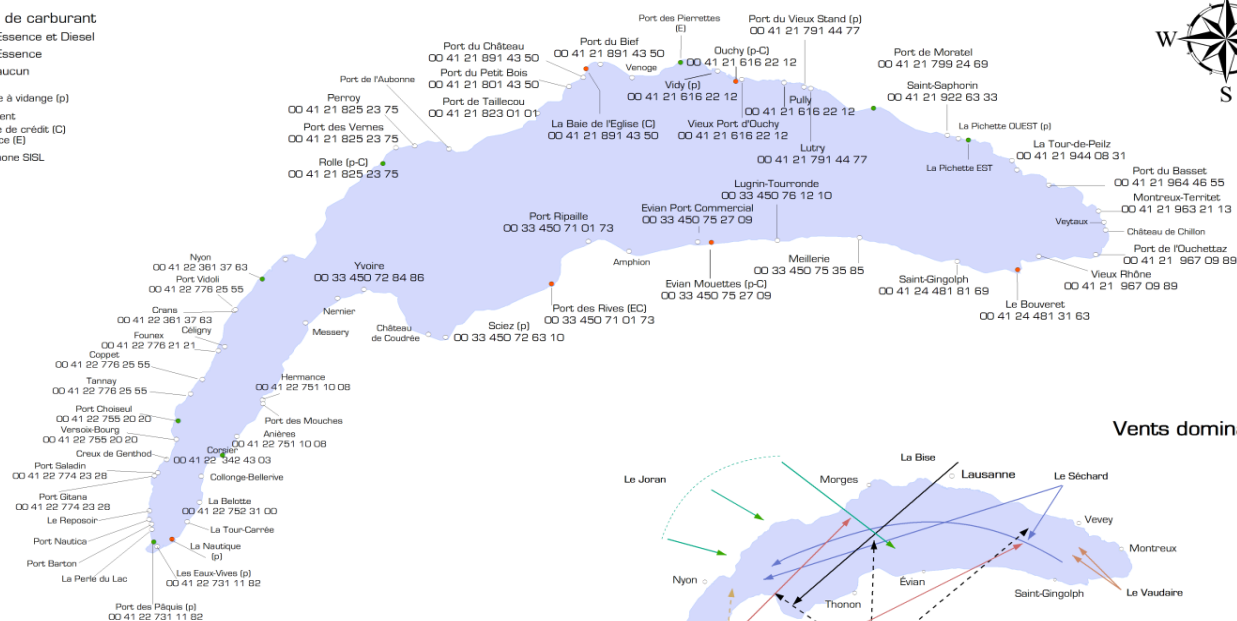 de carburant
Essence et Diesel
Essence
aucun
e à vidange (p)
ent
e de crédit (C)
ce (E)
one SISL
Port des Pierrettes
(E)
Port du Vieux Stand (p)
00 41 21 791 44 77
W
S
Port du Château
00 41 21 891 43 50
Port du Bief
00 41 21 891 43 50
Ouchy (p-C)
00 41 21 616 22 12
Port de Moratel
00 41 21 799 24 69
Venoge
Port du Petit Bois
00 41 21 801 43 50
Vidy (p)
00 41 21 616 22 12
Saint-Saphorin
00 41 21 922 63 33
Port de l'Aubonne
Perroy
00 41 21 825 23 75
Port de Taillecou
00 41 21 823 01 01
Pully
00 41 21 616 22 12
La Baie de l'Eglise (C)
00 41 21 891 43 50
Vieux Port d'Ouchy
00 41 21 616 22 12
La Pichette OUEST (p)
Port des Vernes
00 41 21 825 23 75
La Tour-de-Peilz
00 41 21 944 08 31
Lutry
00 41 21 791 44 77
Rolle (p-C)
00 41 21 825 23 75
La Pichette EST
Port du Basset
00 41 21 964 46 55
Lugrin-Tourronde
00 33 450 76 12 10
Montreux-Territet
00 41 21 963 21 13
Evian Port Commercial
00 33 450 75 27 09
Port Ripaille
00 33 450 71 01 73
Veytaux
Château de Chillon
Port de l'Ouchettaz
00 41 21 967 09 89
Nyon
00 41 22 361 37 63
Yvoire
00 33 450 72 84 86
Amphion
Meillerie
00 33 450 75 35 85
Vieux Rhône
00 41 21 967 09 89
Port Vidoli
00 41 22 776 25 55
Saint-Gingolph
00 41 24 481 81 69
Evian Mouettes (p-C)
00 33 450 75 27 09
Le Bouveret
00 41 24 481 31 63
Crans
00 41 22 361 37 63
Nernier
Port des Rives (EC)
00 33 450 71 01 73
Messery
Château
de Coudrée
Sciez (p)
00 33 450 72 63 10
Céligny
Founex
00 41 22 776 21 21
Coppet
00 41 22 776 25 55
Tannay
00 41 22 776 25 55
Hermance
00 41 22 751 10 08
Port Choiseul
00 41 22 755 20 20
Port des Mouches
Versoix-Bourg
00 41 22 755 20 20
Anières
00 41 22 751 10 08
Creux de Genthod
Corsier
00 41 22 342 43 03
Port Saladin
00 41 22 774 23 28
Collonge-Bellerive
Port Gitana
00 41 22 774 23 28
La Belotte
00 41 22 752 31 00
Le Reposoir
La Tour-Carrée
Port Nautica
La Nautique
(p)
Port Barton
La Perle du Lac
Les Eaux-Vives (p)
00 41 22 731 11 82
Port des Pâquis (p)
00 41 22 731 11 82
Vents domina
La Bise
Le Joran
Morges
Lausanne
Le Séchard
Vevey
Montreux
Nyon
Évian
Thonon
Saint-Gingolph
Le Vaudaire